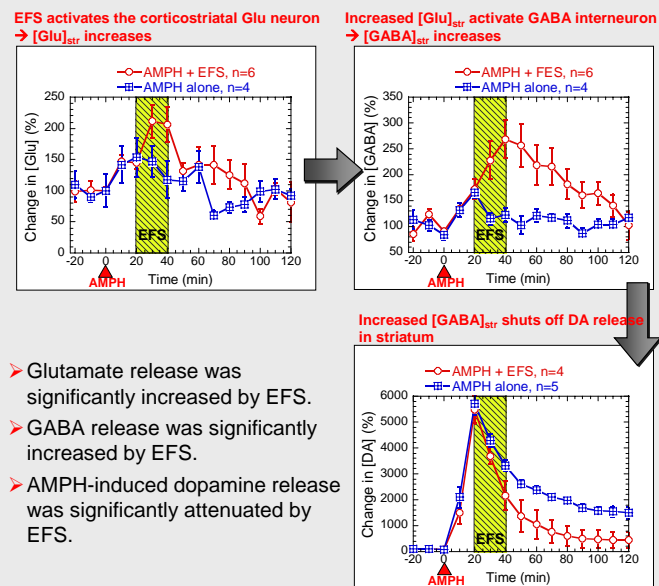 EFS activates the corticostriatal Glu neuron
→ [Glu]str increases
AMPH + EFS, n=6
AMPH alone, n=4
Change in [Glu] (%)
250
200
150
100
50
0
EFS
-20 0 20 40 60 80 100 120
AMPH
Time (min)
Increased [Glu]str activate GABA interneuron
→ [GABA]str increases
AMPH + FES, n=6
AMPH alone, n=4
Change in [GABA] (%)
350
300
250
200
150
100
50
EFS
-20 0 20 40 60 80 100 120
AMPH
Time (min)
Increased [GABA]str shuts off DA release
in striatum
AMPH + EFS, n=4
AMPH alone, n=5
Change in [DA] (%)
6000
5000
4000
3000
2000
1000
0
EFS
-20 0 20 40 60 80 100 120
AMPH
Time (min)
➢ Glutamate release was
significantly increased by EFS.
➢ GABA release was significantly
increased by EFS.
➢ AMPH-induced dopamine release
was significantly attenuated by
EFS.